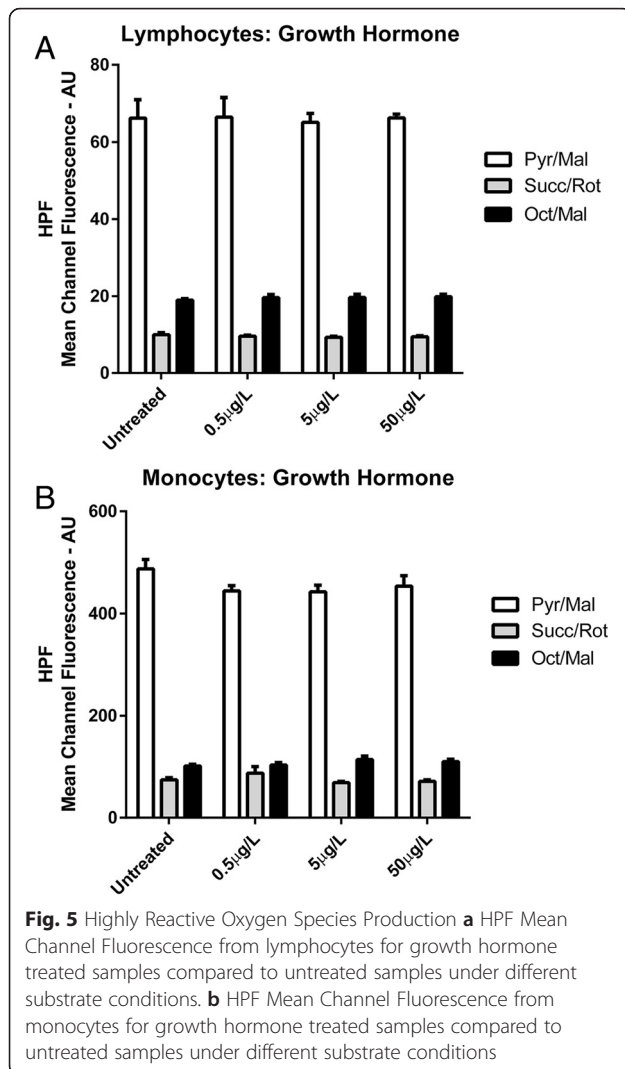 A
Lymphocytes: Growth Hormone
HPF
Mean Channel Fluorescence - AU
80
60
40
20
0
Untreated
0.5µg/L
5µg/L
50µg/L
Pyr/Mal
Succ/Rot
Oct/Mal
B
Monocytes: Growth Hormone
HPF
Mean Channel Fluorescence - AU
600
400
200
0
Untreated
0.5µg/L
5µg/L
50µg/L
Pyr/Mal
Succ/Rot
Oct/Mal
Fig. 5 Highly Reactive Oxygen Species Production a HPF Mean
Channel Fluorescence from lymphocytes for growth hormone
treated samples compared to untreated samples under different
substrate conditions. b HPF Mean Channel Fluorescence from
monocytes for growth hormone treated samples compared to
untreated samples under different substrate conditions